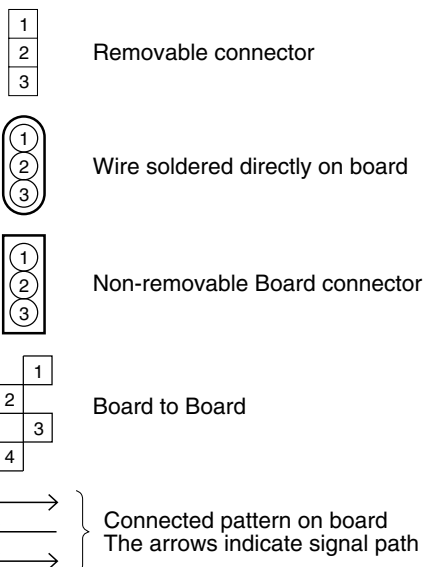 1
2
3
Removable connector
1
2
3
Wire soldered directly on board
1
2
3
Non-removable Board connector
1
2
3
4
Board to Board
Connected pattern on board
The arrows indicate signal path